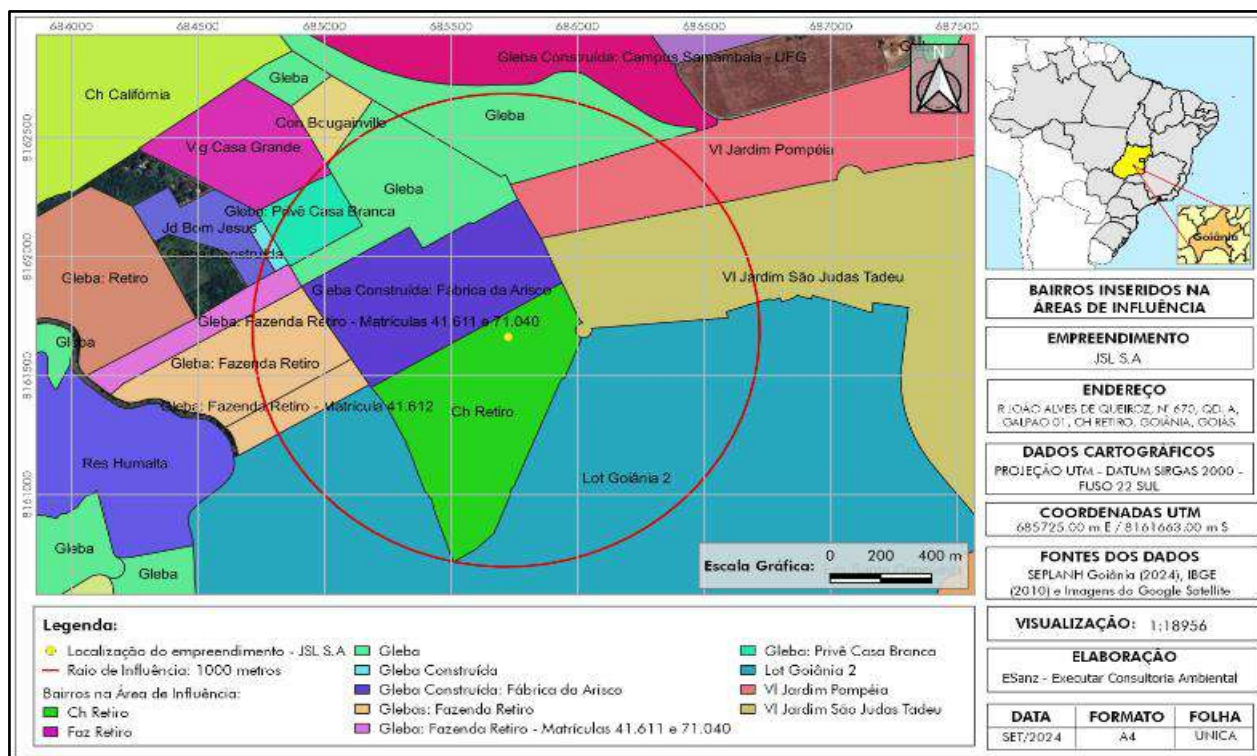 684000 684500 685000 685500 686000 686500 687000 687500
8162500
8162000
8161500
8161000
Gleba Construída: Campus Samambaia - UFG
Gleba
Ch Califórnia
Gleba
Con Bougainville
Vg Casa Grande
Vl Jardim Pompéia
Gleba
Gleba: Privê Casa Branca
Jd Bom Jesus
Gleba Construída
Gleba: Retiro
Vl Jardim São Judas Tadeu
Gleba Construída: Fábrica da Arisco
Gleba: Fazenda Retiro - Matrículas 41.611 e 71.040
Gleba
Gleba: Fazenda Retiro
Gleba: Fazenda Retiro - Matrícula 41.612
Ch Retiro
Res Humaita
Lot Goiânia 2
Gleba
Gleba
Escala Gráfica:
0 200 400 m
N
Goiânia
BAIRROS INSERIDOS NA
ÁREAS DE INFLUÊNCIA
EMPREENDIMENTO
JSL S.A
ENDEREÇO
R JOÃO ALVES DE QUEIROZ, Nº 670, QD. A,
GALPAO 01, CH RETIRO, GOIÂNIA, GOIÁS
DADOS CARTOGRÁFICOS
PROJEÇÃO UTM - DATUM SIRGAS 2000 -
FUSO 22 SUL
COORDENADAS UTM
685725.00 m E / 8161663.00 m S
FONTES DOS DADOS
SEPLANH Goiânia (2024), IBGE
(2010) e Imagens do Google Satellite
VISUALIZAÇÃO: 1:18956
ELABORAÇÃO
ESanz - Executar Consultoria Ambiental
DATA FORMATO FOLHA
SET/2024 A4 UNICA
Legenda:
Localização do empreendimento - JSL S.A
Raio de Influência: 1000 metros
Bairros na Área de Influência:
Ch Retiro
Faz Retiro
Gleba
Gleba Construída
Gleba Construída: Fábrica da Arisco
Glebas: Fazenda Retiro
Gleba: Fazenda Retiro - Matrículas 41.611 e 71.040
Gleba: Privê Casa Branca
Lot Goiânia 2
Vl Jardim Pompéia
Vl Jardim São Judas Tadeu